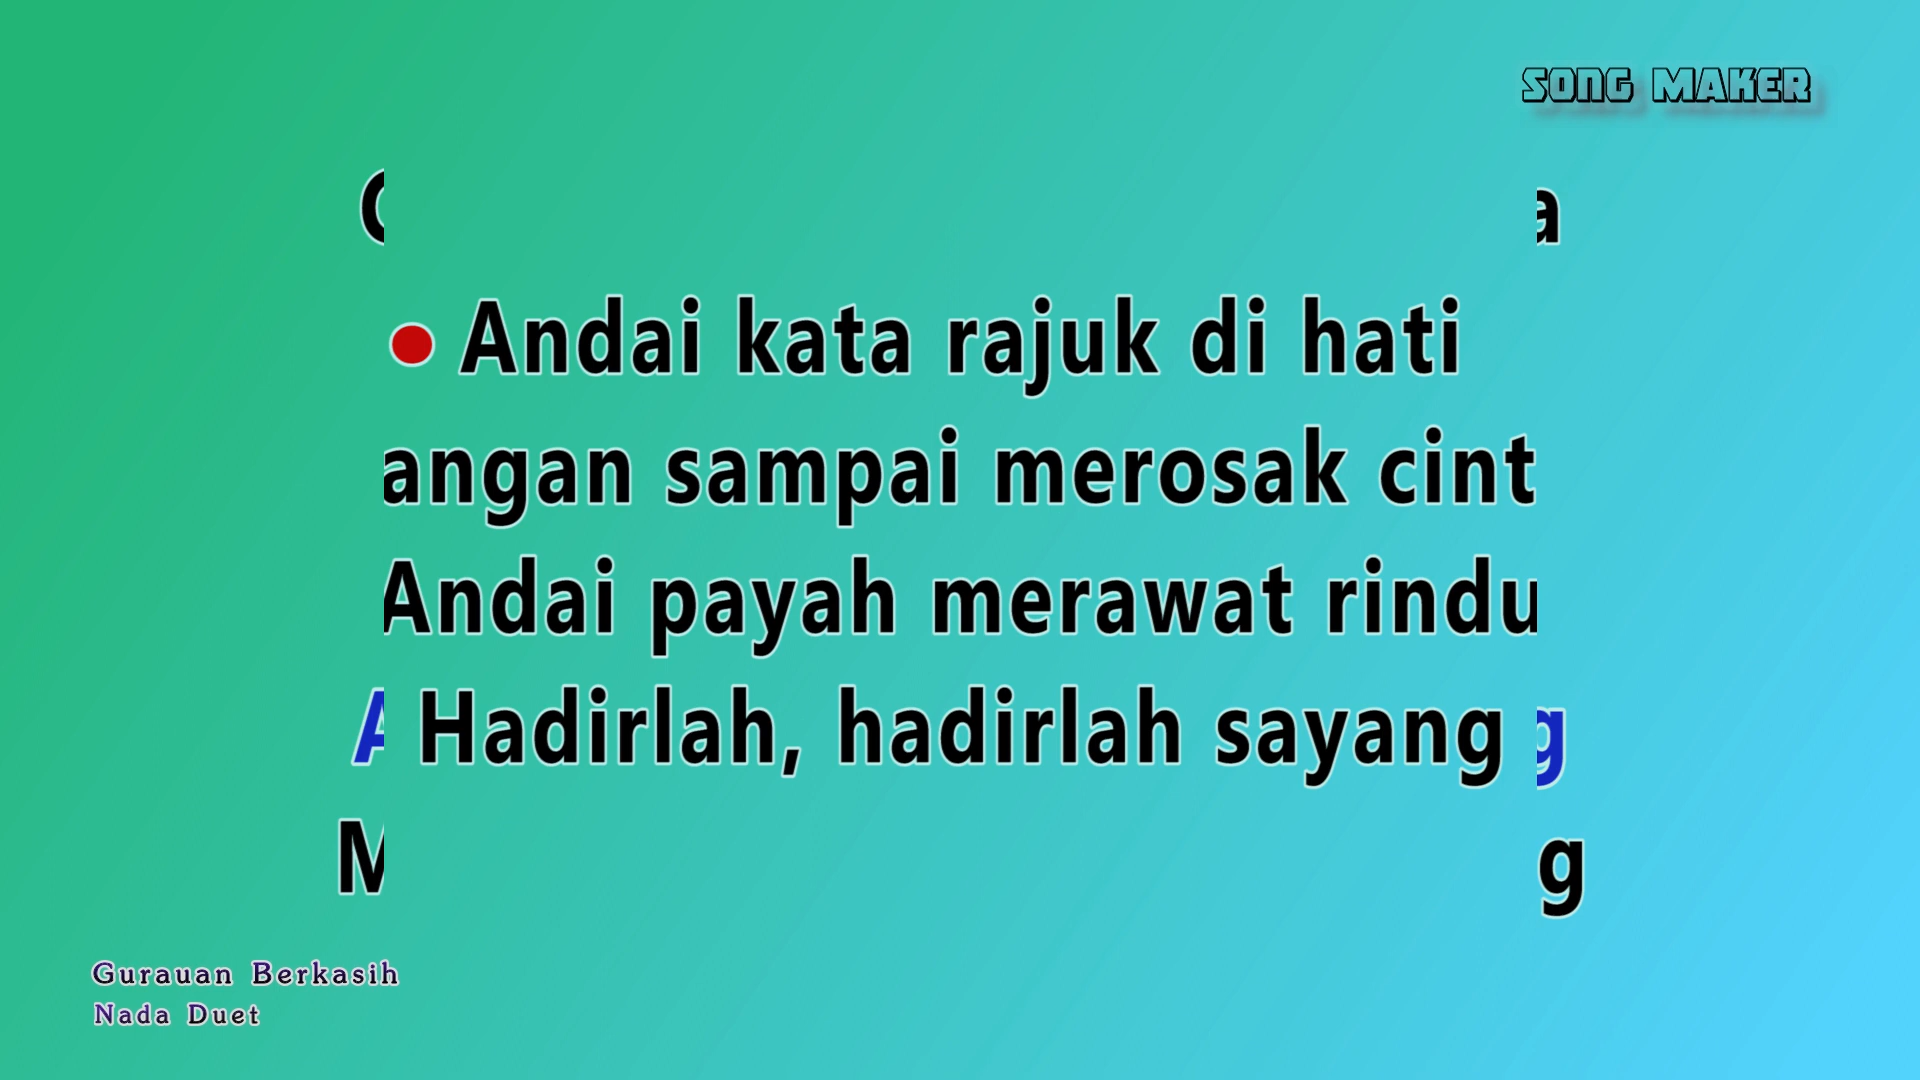 SONG MAKER
Andai kata rajuk di hati
angan sampai merosak cint
Andai payah merawat rindu
Hadirlah, hadirlah sayang
Gurauan Berkasih
Nada Duet